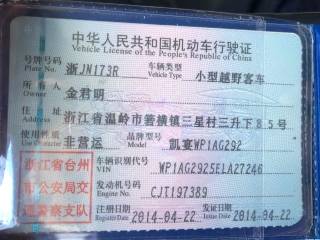 中华人民共和国机动车行驶证
Vehicle License of the People's Republic of China
号牌号码 浙JN173R 车辆类型 小型越野客车
Plate No. Vehicle Type
所有人 金君明
Owner
住址 浙江省温岭市箬横镇三星村三升下85号
Address
使用性质 非营运 品牌型号 凯宴WP1AG292
Use Character Model
浙江省台州 车辆识别代号 WP1AG2925ELA27246
VIN
市公安局交 发动机号码 CJT197389
Engine No.
通警察支队 注册日期 2014-04-22 发证日期 2014-04-22
Register Date Issue Date